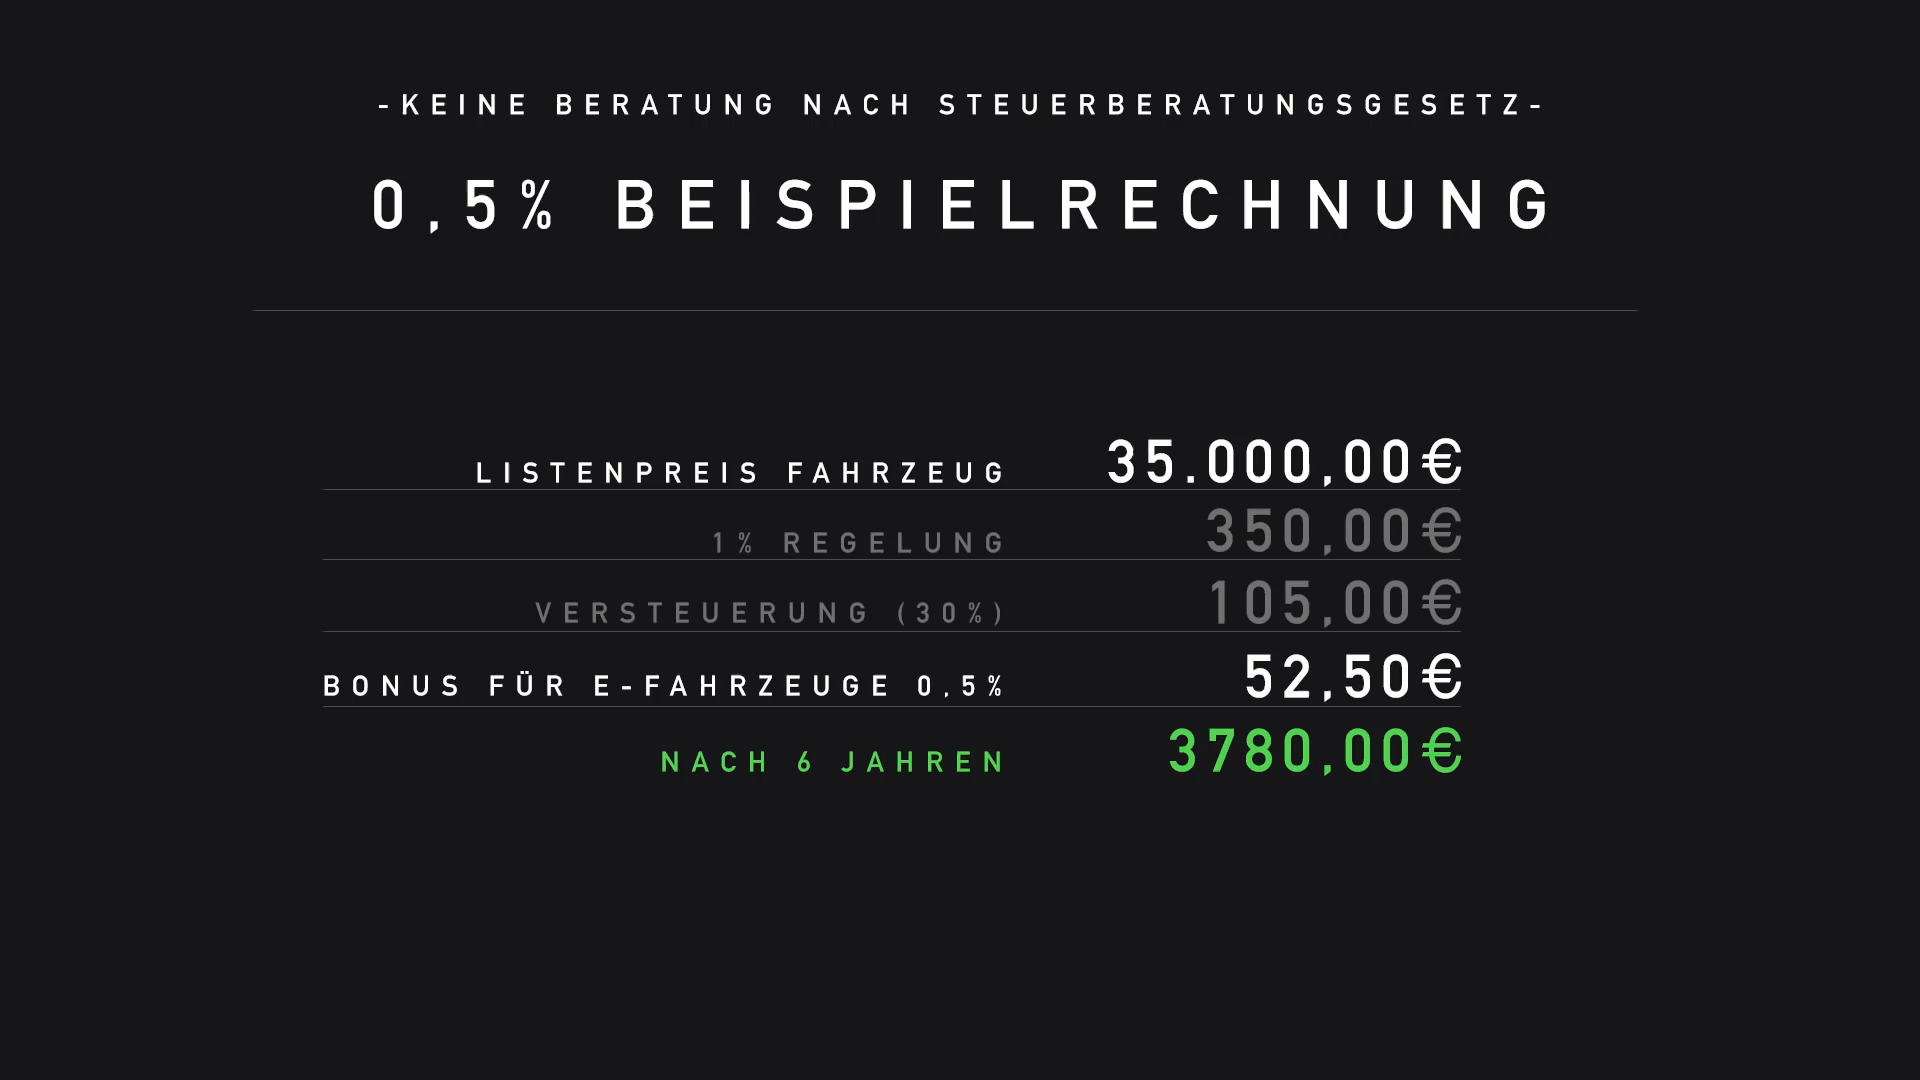 -KEINE BERATUNG NACH STEUERBERATUNGSGESETZ-
0,5% BEISPIELRECHNUNG
LISTENPREIS FAHRZEUG 35.000,00€
1% REGELUNG 350,00€
VERSTEUERUNG (30%) 105,00€
BONUS FÜR E-FAHRZEUGE 0,5% 52,50€
NACH 6 JAHREN 3780,00€